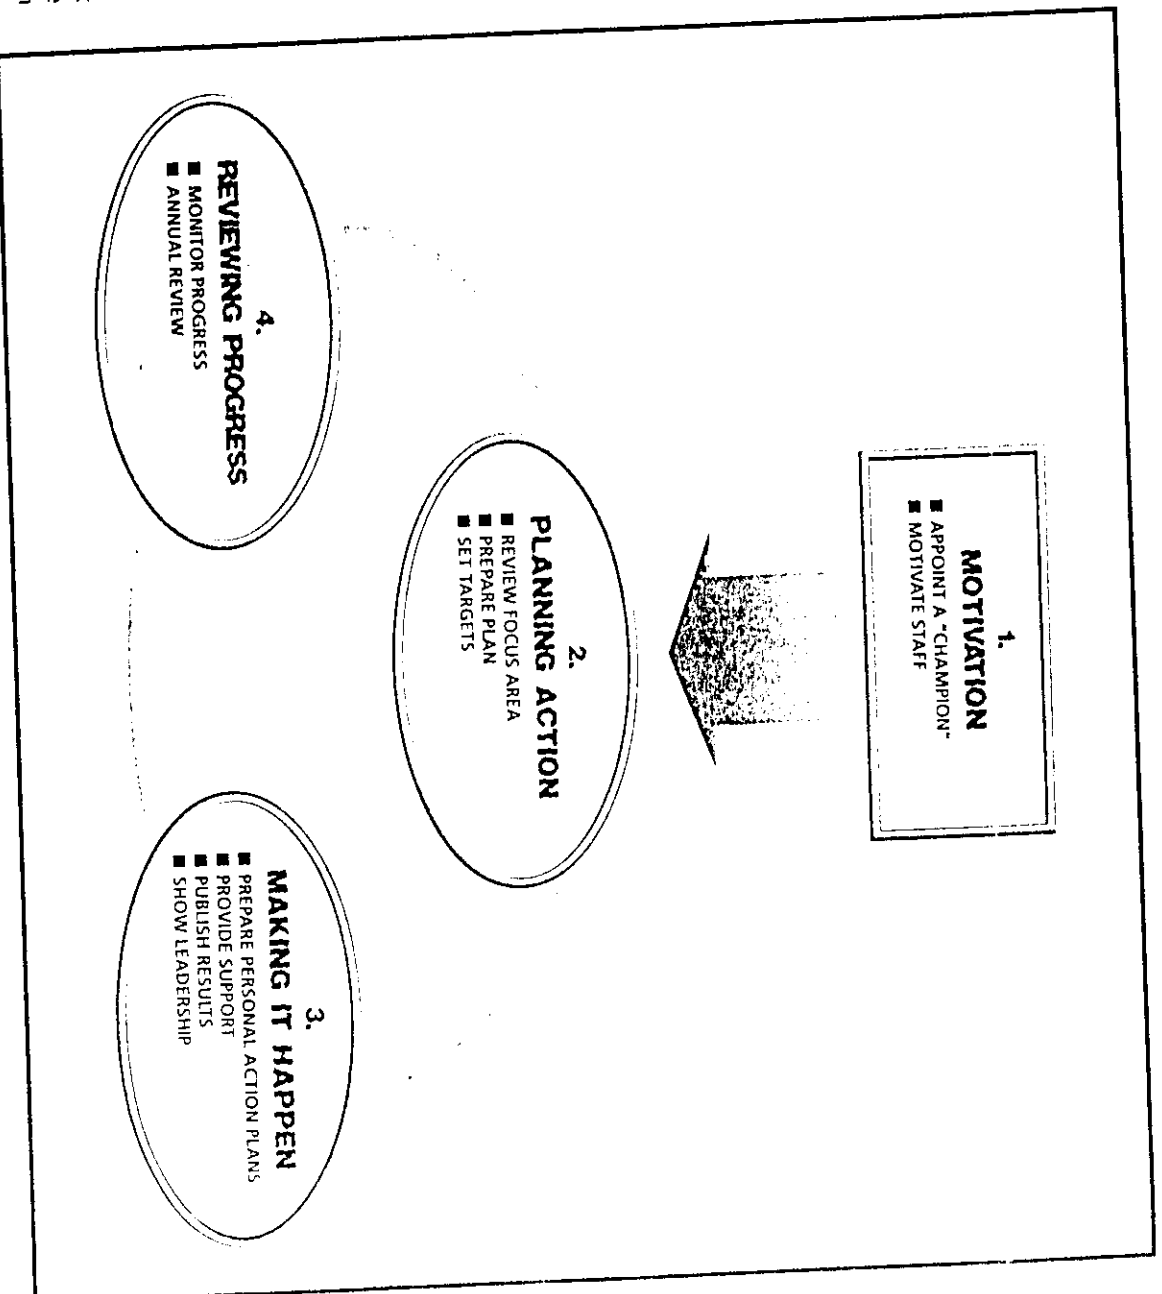 1.
MOTIVATION
■ APPOINT A "CHAMPION"
■ MOTIVATE STAFF
2.
PLANNING ACTION
■ REVIEW FOCUS AREA
■ PREPARE PLAN
■ SET TARGETS
3.
MAKING IT HAPPEN
■ PREPARE PERSONAL ACTION PLANS
■ PROVIDE SUPPORT
■ PUBLISH RESULTS
■ SHOW LEADERSHIP
4.
REVIEWING PROGRESS
■ MONITOR PROGRESS
■ ANNUAL REVIEW